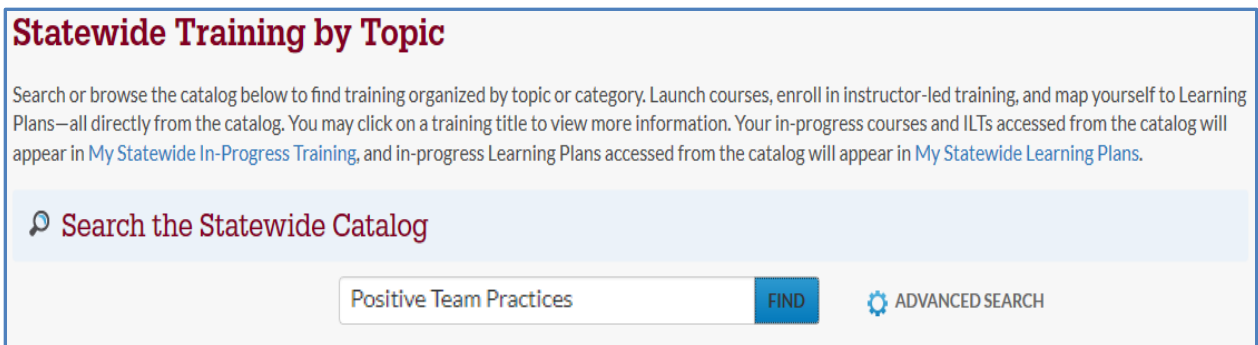 Statewide Training by Topic
Search or browse the catalog below to find training organized by topic or category. Launch courses, enroll in instructor-led training, and map yourself to Learning
Plans—all directly from the catalog. You may click on a training title to view more information. Your in-progress courses and ILTs accessed from the catalog will
appear in My Statewide In-Progress Training, and in-progress Learning Plans accessed from the catalog will appear in My Statewide Learning Plans.
Search the Statewide Catalog
Positive Team Practices FIND ADVANCED SEARCH